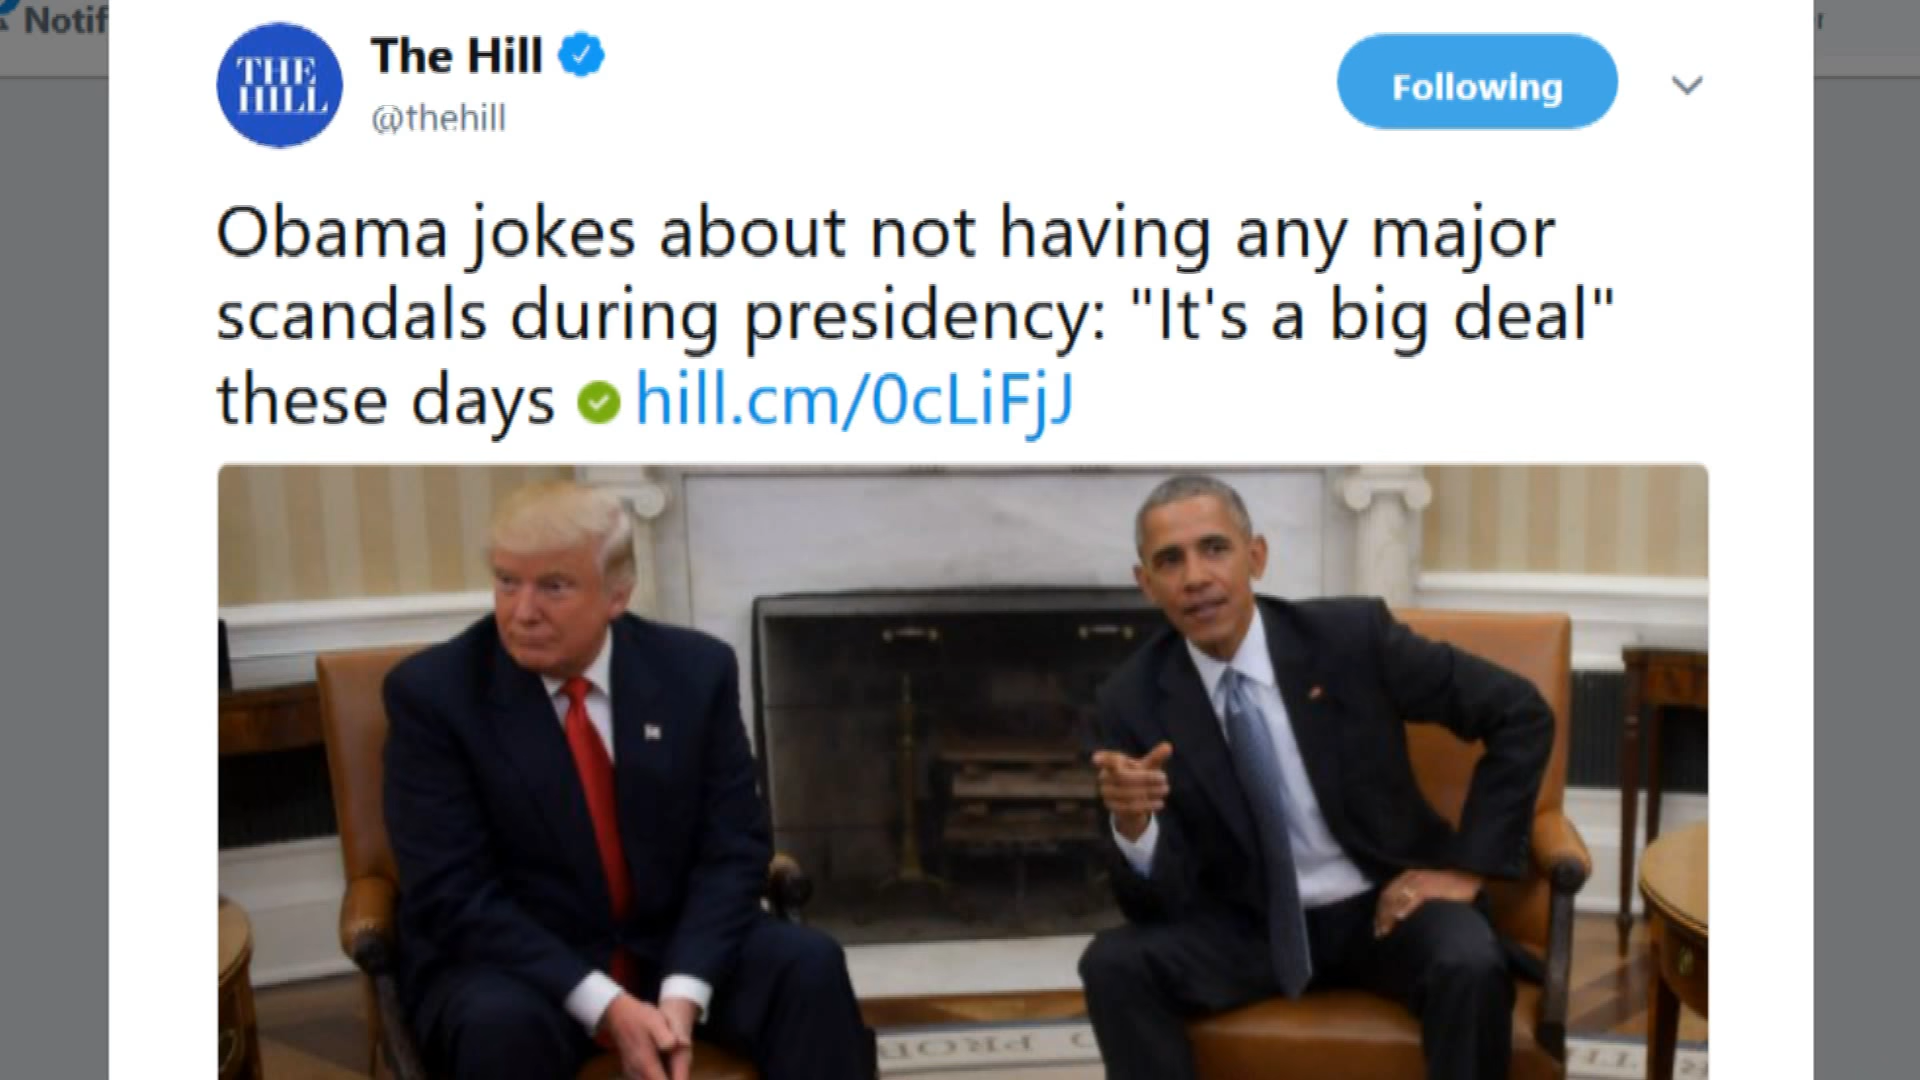 Notif
THE
HILL
The Hill
@thehill
Following
Obama jokes about not having any major
scandals during presidency: "It's a big deal"
these days hill.cm/0cLiFjJ